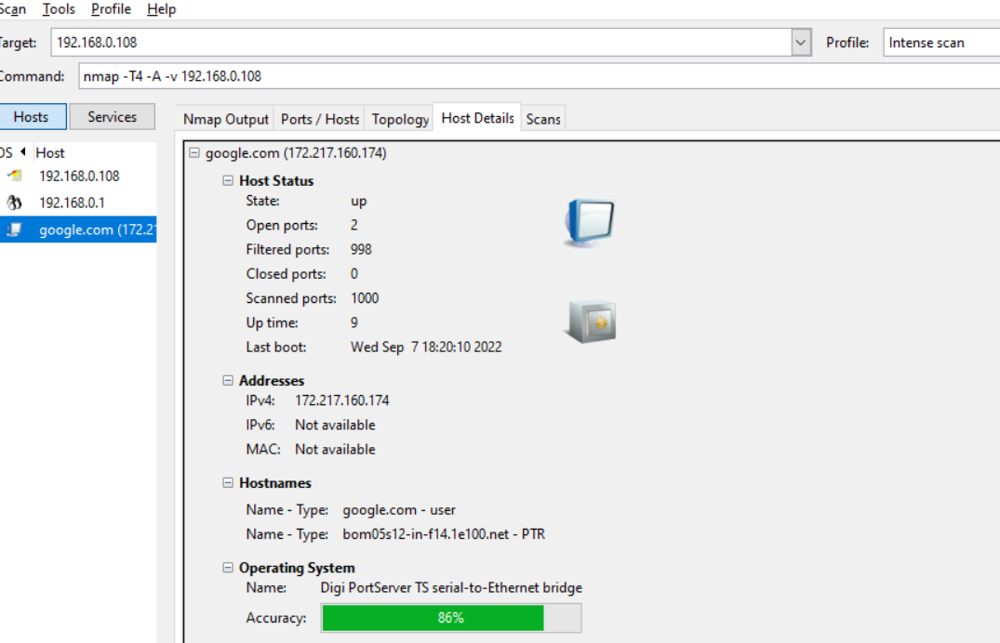 Scan Tools Profile Help
Target: 192.168.0.108 Profile: Intense scan
Command: nmap -T4 -A -v 192.168.0.108
Hosts Services Nmap Output Ports / Hosts Topology Host Details Scans
OS Host
192.168.0.108
192.168.0.1
google.com (172.21
google.com (172.217.160.174)
Host Status
State: up
Open ports: 2
Filtered ports: 998
Closed ports: 0
Scanned ports: 1000
Up time: 9
Last boot: Wed Sep 7 18:20:10 2022
Addresses
IPv4: 172.217.160.174
IPv6: Not available
MAC: Not available
Hostnames
Name - Type: google.com - user
Name - Type: bom05s12-in-f14.1e100.net - PTR
Operating System
Name: Digi PortServer TS serial-to-Ethernet bridge
Accuracy: 86%